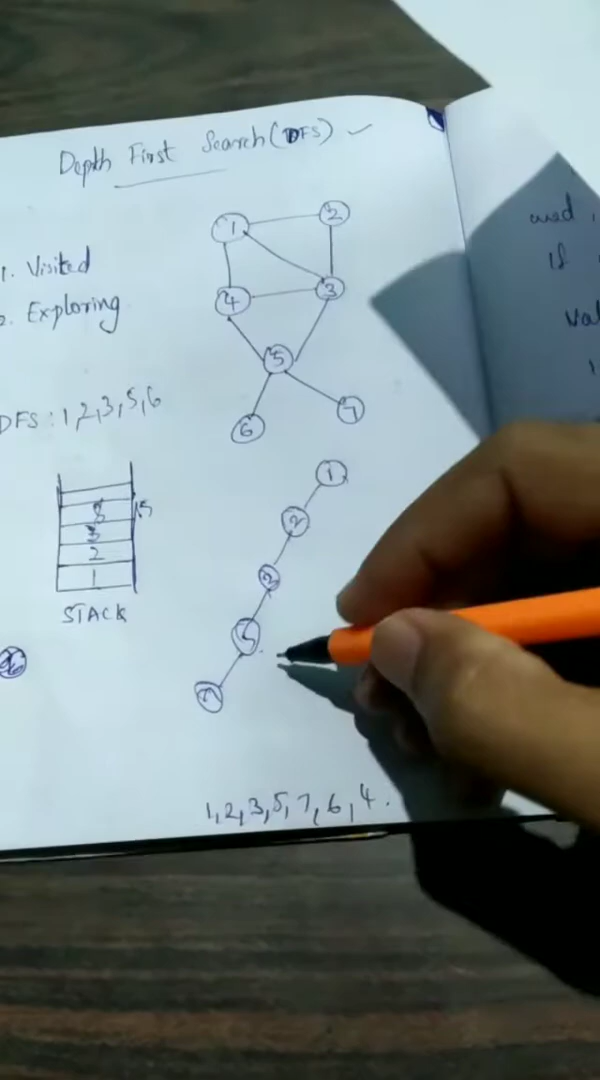 Depth First Search (DFS) ✓
1. Visited
2. Exploring
1
2
4
3
5
6
7
DFS : 1,2,3,5,6
5
3
2
1
STACK
1
2
3
5
7
1,2,3,5,7,6,4.
and,
If
Val